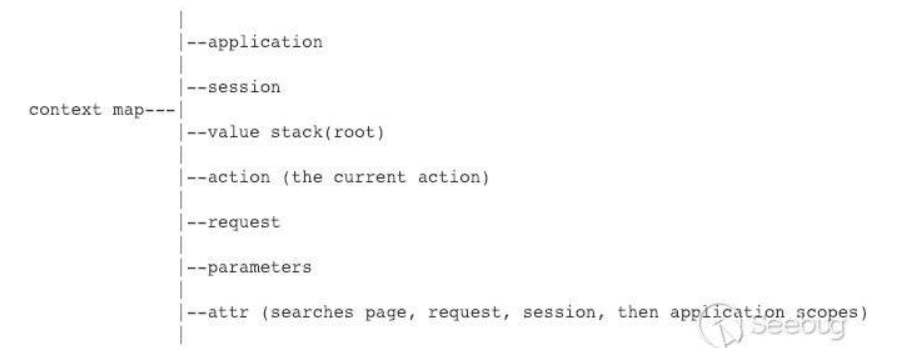 |--application
|--session
context map---|
|--value stack(root)
|--action (the current action)
|--request
|--parameters
|--attr (searches page, request, session, then application scopes)
Seebug